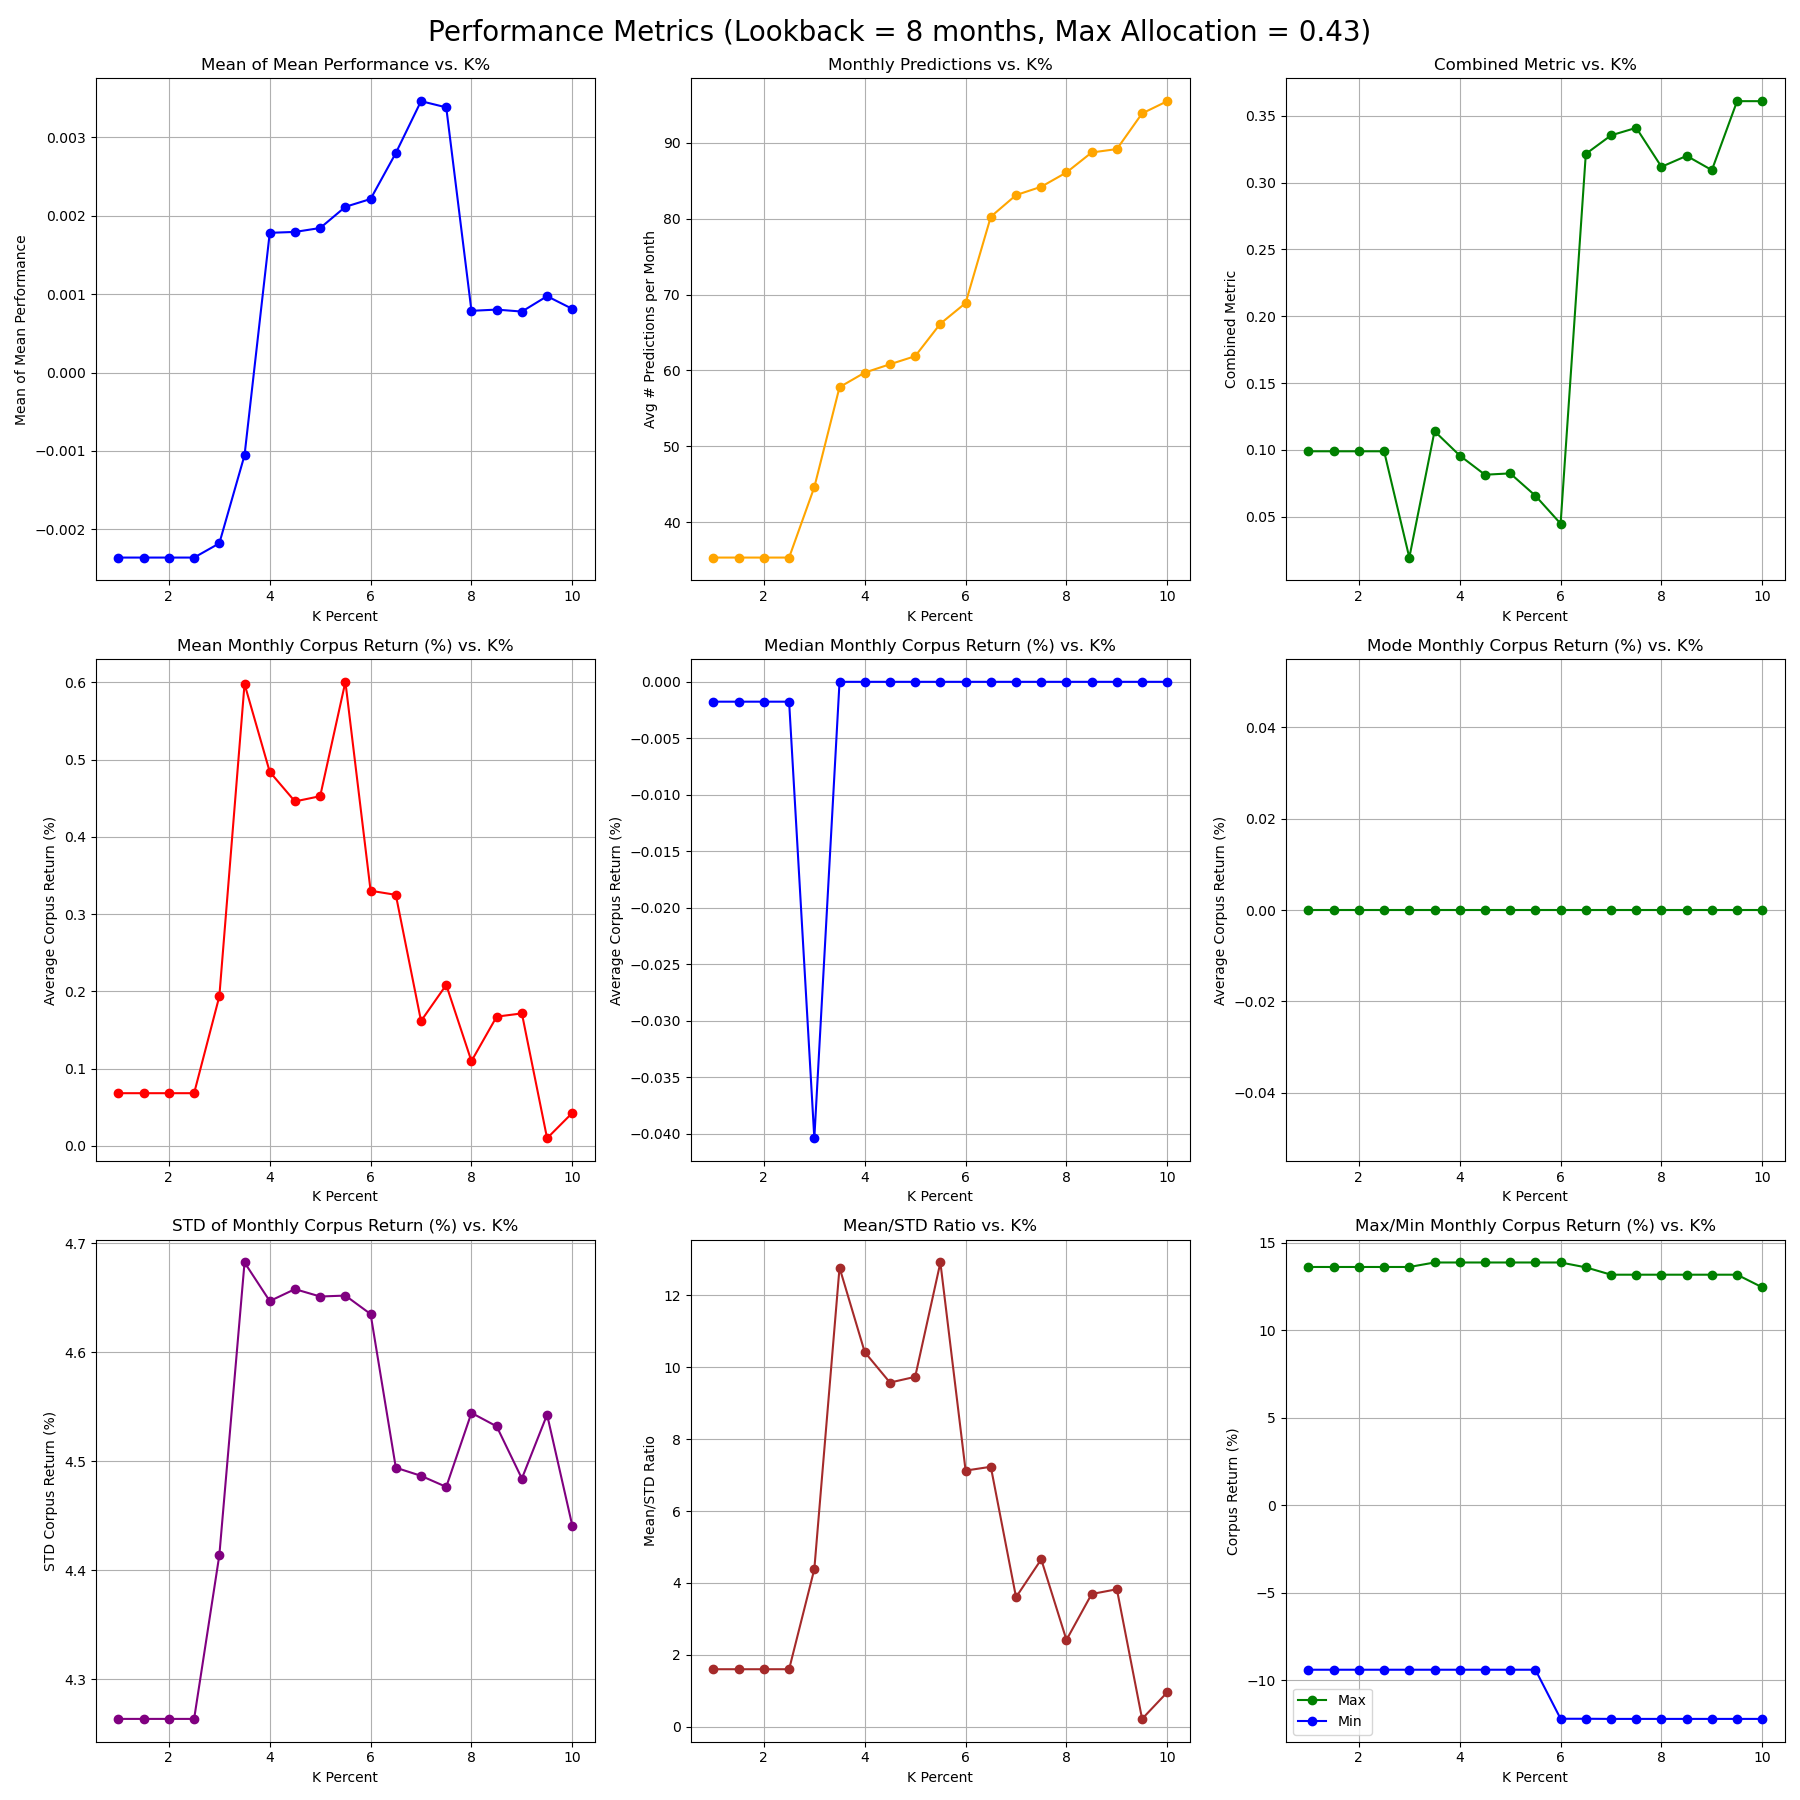 Performance Metrics (Lookback = 8 months, Max Allocation = 0.43)
Mean of Mean Performance vs. K%
Mean of Mean Performance
0.003
0.002
0.001
0.000
−0.001
−0.002
2 4 6 8 10
K Percent
Monthly Predictions vs. K%
Avg # Predictions per Month
90
80
70
60
50
40
2 4 6 8 10
K Percent
Combined Metric vs. K%
Combined Metric
0.35
0.30
0.25
0.20
0.15
0.10
0.05
2 4 6 8 10
K Percent
Mean Monthly Corpus Return (%) vs. K%
Average Corpus Return (%)
0.6
0.5
0.4
0.3
0.2
0.1
0.0
2 4 6 8 10
K Percent
Median Monthly Corpus Return (%) vs. K%
Average Corpus Return (%)
0.000
−0.005
−0.010
−0.015
−0.020
−0.025
−0.030
−0.035
−0.040
2 4 6 8 10
K Percent
Mode Monthly Corpus Return (%) vs. K%
Average Corpus Return (%)
0.04
0.02
0.00
−0.02
−0.04
2 4 6 8 10
K Percent
STD of Monthly Corpus Return (%) vs. K%
STD Corpus Return (%)
4.7
4.6
4.5
4.4
4.3
2 4 6 8 10
K Percent
Mean/STD Ratio vs. K%
Mean/STD Ratio
12
10
8
6
4
2
0
2 4 6 8 10
K Percent
Max/Min Monthly Corpus Return (%) vs. K%
Corpus Return (%)
15
10
5
0
−5
−10
Max
Min
2 4 6 8 10
K Percent